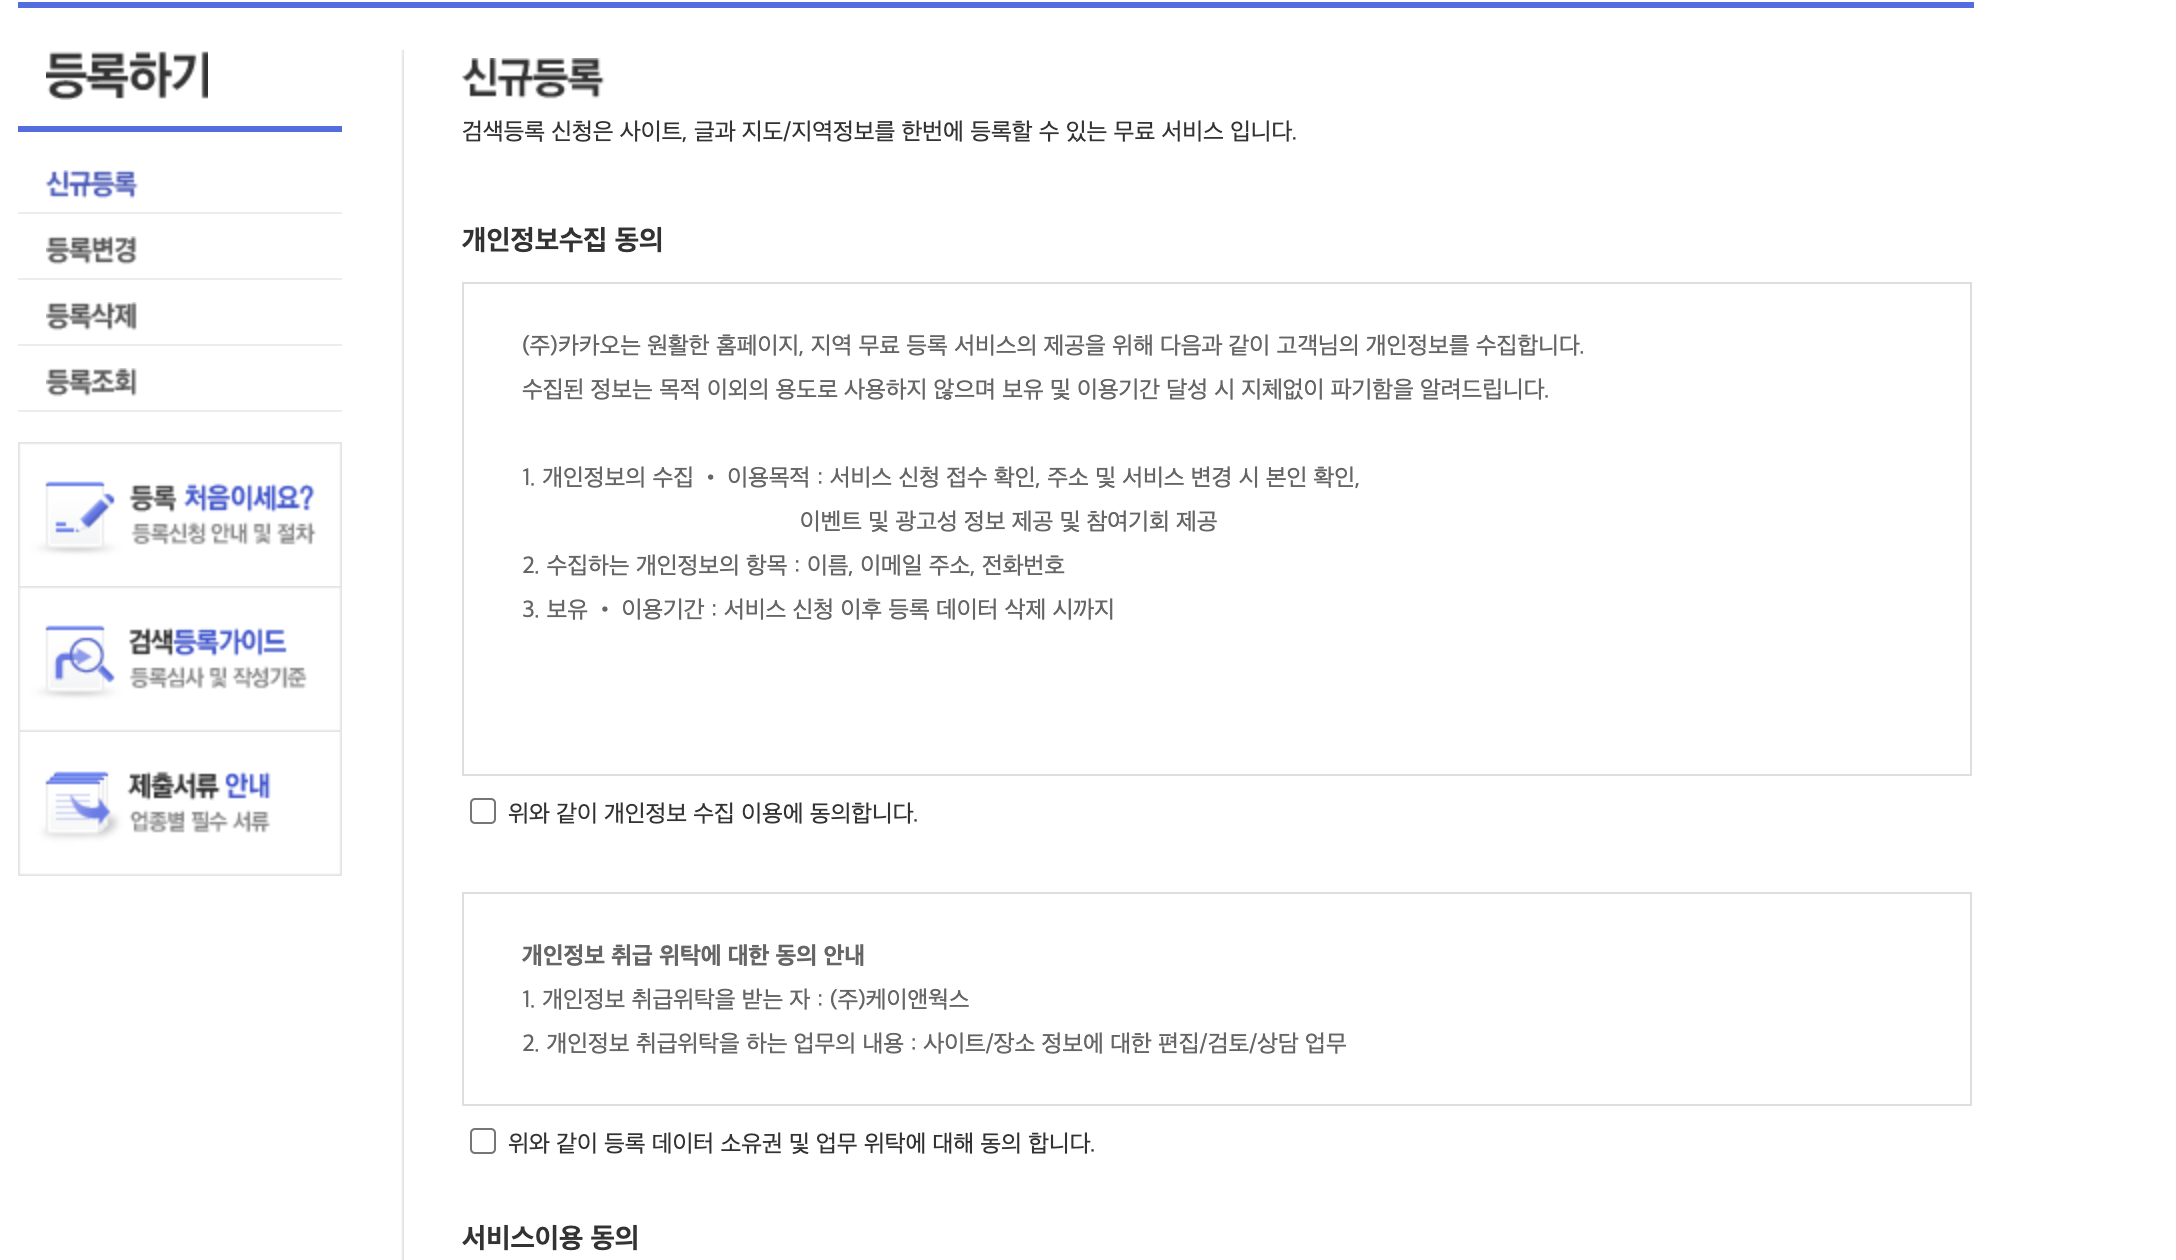 등록하기
신규등록
등록변경
등록삭제
등록조회
등록 처음이세요?
등록신청 안내 및 절차
검색등록가이드
등록심사 및 작성기준
제출서류 안내
업종별 필수 서류
신규등록
검색등록 신청은 사이트, 글과 지도/지역정보를 한번에 등록할 수 있는 무료 서비스 입니다.
개인정보수집 동의
(주)카카오는 원활한 홈페이지, 지역 무료 등록 서비스의 제공을 위해 다음과 같이 고객님의 개인정보를 수집합니다.
수집된 정보는 목적 이외의 용도로 사용하지 않으며 보유 및 이용기간 달성 시 지체없이 파기함을 알려드립니다.
1. 개인정보의 수집 • 이용목적 : 서비스 신청 접수 확인, 주소 및 서비스 변경 시 본인 확인,
이벤트 및 광고성 정보 제공 및 참여기회 제공
2. 수집하는 개인정보의 항목 : 이름, 이메일 주소, 전화번호
3. 보유 • 이용기간 : 서비스 신청 이후 등록 데이터 삭제 시까지
위와 같이 개인정보 수집 이용에 동의합니다.
개인정보 취급 위탁에 대한 동의 안내
1. 개인정보 취급위탁을 받는 자 : (주)케이앤웍스
2. 개인정보 취급위탁을 하는 업무의 내용 : 사이트/장소 정보에 대한 편집/검토/상담 업무
위와 같이 등록 데이터 소유권 및 업무 위탁에 대해 동의 합니다.
서비스이용 동의